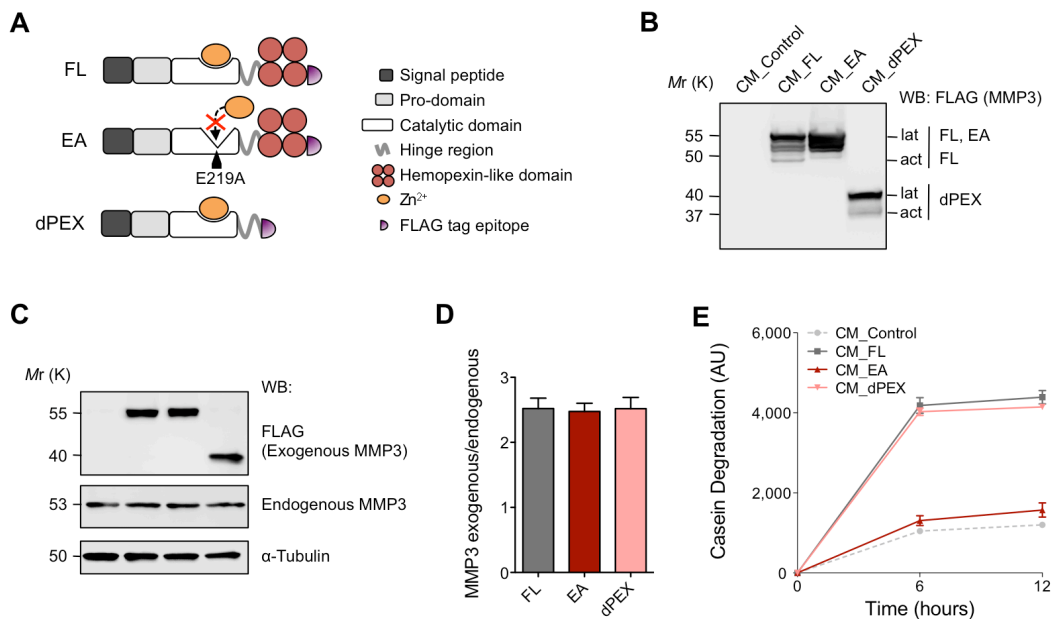 A
FL
EA
E219A
dPEX
Signal peptide
Pro-domain
Catalytic domain
Hinge region
Hemopexin-like domain
Zn²⁺
FLAG tag epitope
B
Mr (K)
CM_Control
CM_FL
CM_EA
CM_dPEX
WB: FLAG (MMP3)
55
50
40
37
lat
FL, EA
act
FL
lat
dPEX
act
C
Mr (K)
WB:
55
40
FLAG
(Exogenous MMP3)
53
Endogenous MMP3
50
α-Tubulin
D
MMP3 exogenous/endogenous
3
2
1
0
FL
EA
dPEX
E
Casein Degradation (AU)
6,000
4,000
2,000
0
CM_Control
CM_FL
CM_EA
CM_dPEX
0
6
12
Time (hours)